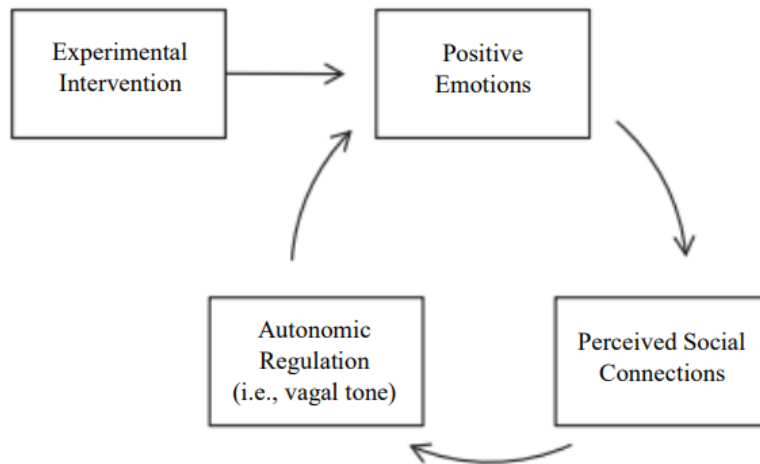 Experimental
Intervention
Positive
Emotions
Autonomic
Regulation
(i.e., vagal tone)
Perceived Social
Connections